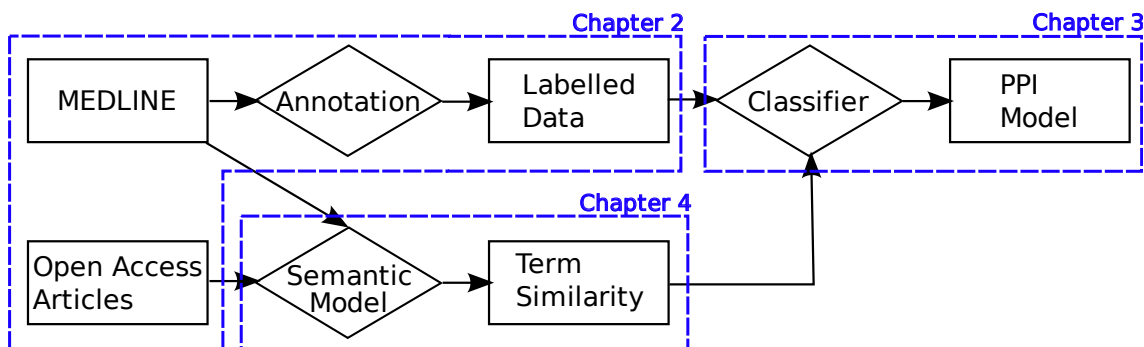 Chapter 2
Chapter 3
MEDLINE
Annotation
Labelled
Data
Classifier
PPI
Model
Chapter 4
Open Access
Articles
Semantic
Model
Term
Similarity